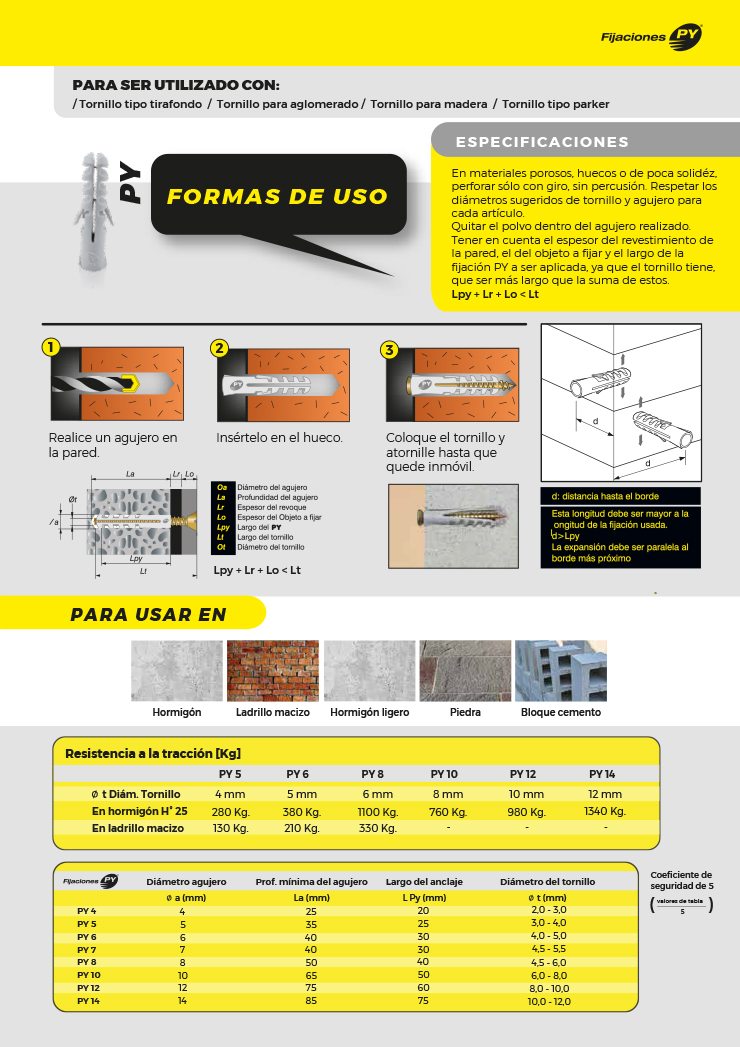 Fijaciones PY
PARA SER UTILIZADO CON:
/ Tornillo tipo tirafondo / Tornillo para aglomerado / Tornillo para madera / Tornillo tipo parker
PY
FORMAS DE USO
ESPECIFICACIONES
En materiales porosos, huecos o de poca solidéz,
perforar sólo con giro, sin percusión. Respetar los
diámetros sugeridos de tornillo y agujero para
cada artículo.
Quitar el polvo dentro del agujero realizado.
Tener en cuenta el espesor del revestimiento de
la pared, el del objeto a fijar y el largo de la
fijación PY a ser aplicada, ya que el tornillo tiene,
que ser más largo que la suma de estos.
Lpy + Lr + Lo < Lt
1
Realice un agujero en
la pared.
2
PY
Insértelo en el hueco.
3
PY
Coloque el tornillo y
atornille hasta que
quede inmóvil.
d
d
d: distancia hasta el borde
Esta longitud debe ser mayor a la
longitud de la fijación usada.
d>Lpy
La expansión debe ser paralela al
borde más próximo
La Lr Lo
Øt
/a
Lpy
Lt
Oa Diámetro del agujero
La Profundidad del agujero
Lr Espesor del revoque
Lo Espesor del Objeto a fijar
Lpy Largo del PY
Lt Largo del tornillo
Ot Diámetro del tornillo
Lpy + Lr + Lo < Lt
PARA USAR EN
Hormigón Ladrillo macizo Hormigón ligero Piedra Bloque cemento
Resistencia a la tracción [Kg]
PY 5 PY 6 PY 8 PY 10 PY 12 PY 14
ø t Diám. Tornillo 4 mm 5 mm 6 mm 8 mm 10 mm 12 mm
En hormigón H° 25 280 Kg. 380 Kg. 1100 Kg. 760 Kg. 980 Kg. 1340 Kg.
En ladrillo macizo 130 Kg. 210 Kg. 330 Kg. - - -
Fijaciones PY Diámetro agujero Prof. mínima del agujero Largo del anclaje Diámetro del tornillo
ø a (mm) La (mm) L Py (mm) ø t (mm)
PY 4 4 25 20 2,0 - 3,0
PY 5 5 35 25 3,0 - 4,0
PY 6 6 40 30 4,0 - 5,0
PY 7 7 40 30 4,5 - 5,5
PY 8 8 50 40 4,5 - 6,0
PY 10 10 65 50 6,0 - 8,0
PY 12 12 75 60 8,0 - 10,0
PY 14 14 85 75 10,0 - 12,0
Coeficiente de
seguridad de 5
( valores de tabla )
5